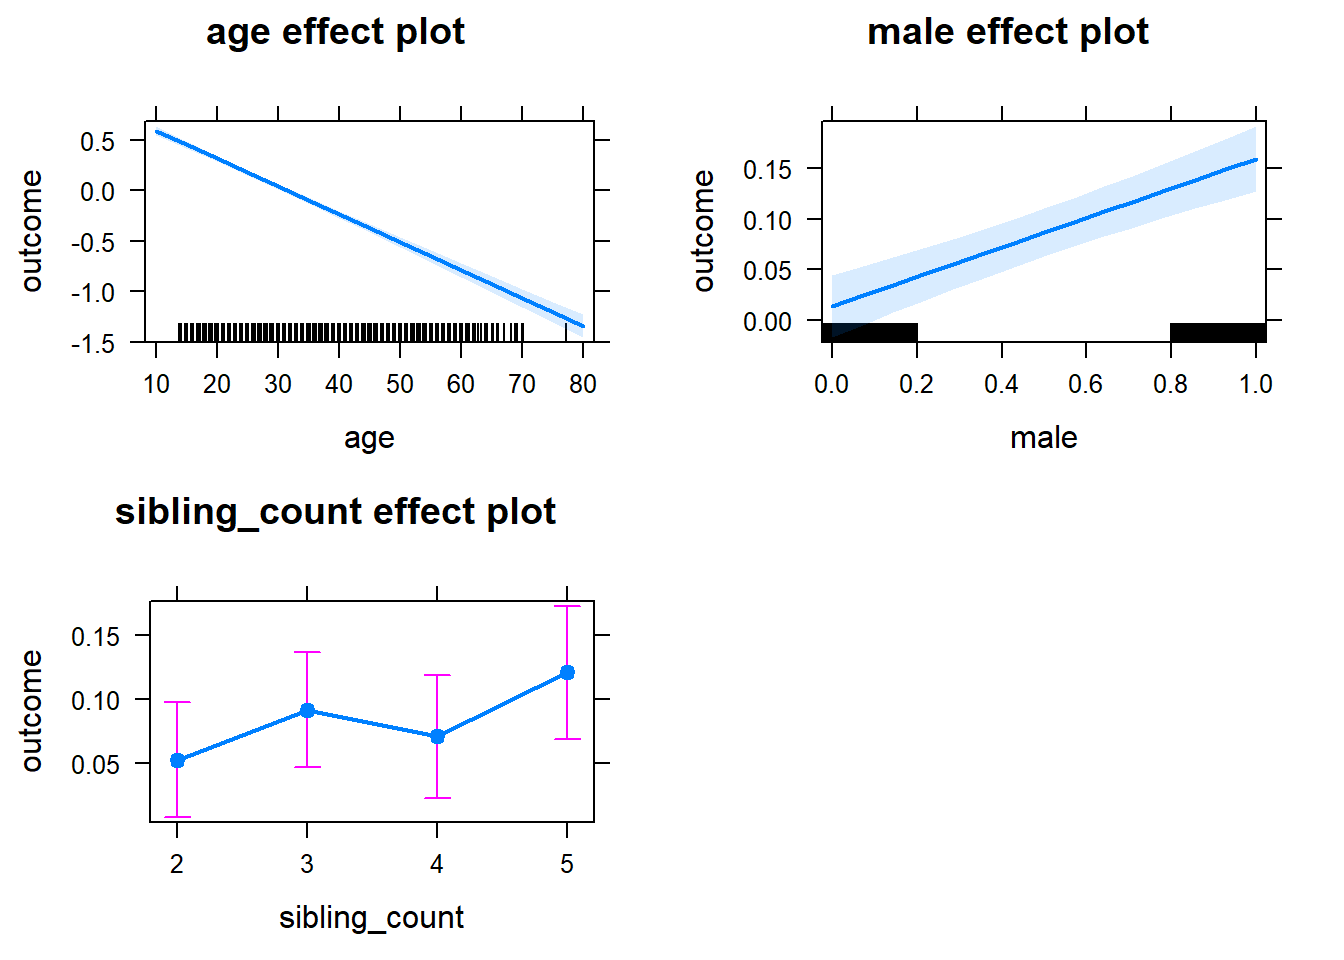 age effect plot
outcome
0.5
0.0
-0.5
-1.0
-1.5
10 20 30 40 50 60 70 80
age
male effect plot
outcome
0.15
0.10
0.05
0.00
0.0 0.2 0.4 0.6 0.8 1.0
male
sibling_count effect plot
outcome
0.15
0.10
0.05
2 3 4 5
sibling_count